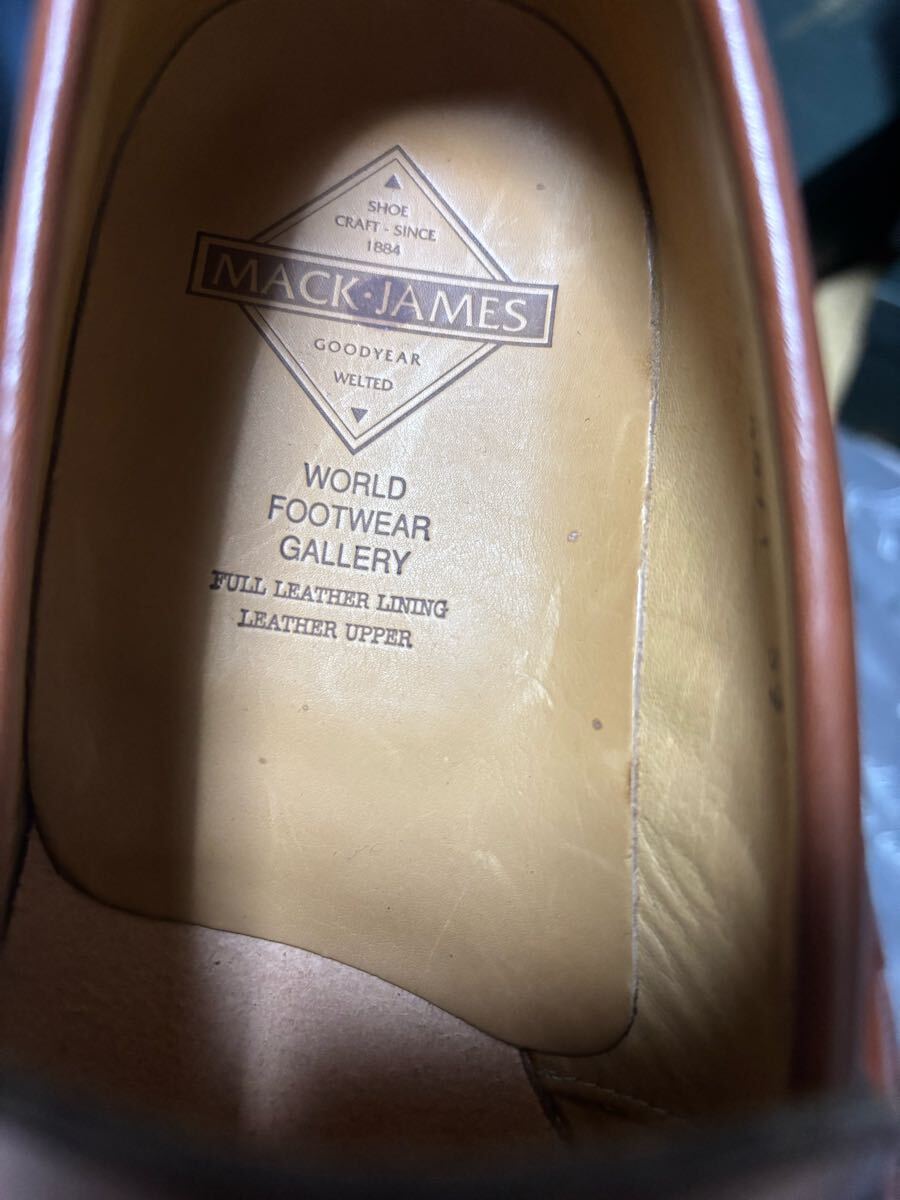 SHOE
CRAFT - SINCE
1884
MACK·JAMES
GOODYEAR
WELTED
WORLD
FOOTWEAR
GALLERY
FULL LEATHER LINING
LEATHER UPPER